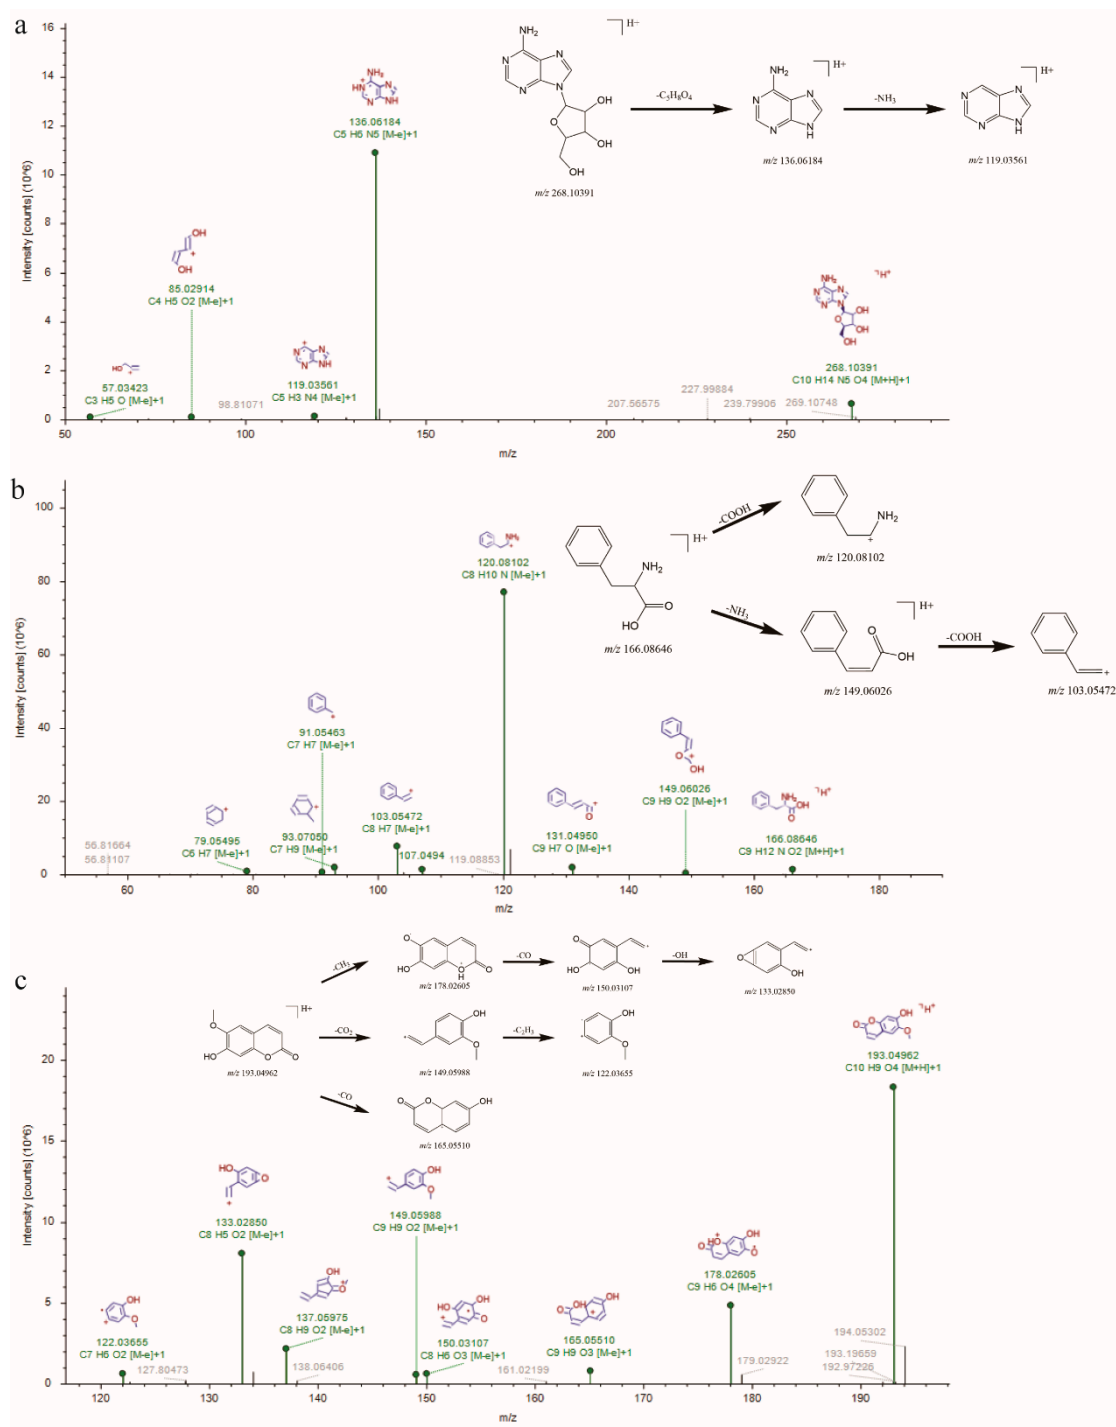 a
16
14
12
10
8
6
4
2
0
Intensity [counts] (10^6)
50
100
150
200
250
m/z
57.03423
C3 H5 O [M-e]+1
85.02914
C4 H5 O2 [M-e]+1
98.81071
119.03561
C5 H3 N4 [M-e]+1
136.06184
C5 H6 N5 [M-e]+1
207.56575
227.99884
239.79906
269.10748
268.10391
C10 H14 N5 O4 [M+H]+1
m/z 268.10391
-C5H8O4
m/z 136.06184
-NH3
m/z 119.03561
b
100
80
60
40
20
0
Intensity [counts] (10^6)
60
80
100
120
140
160
180
m/z
56.81664
56.81107
79.05495
C6 H7 [M-e]+1
91.05463
C7 H7 [M-e]+1
93.07050
C7 H9 [M-e]+1
103.05472
C8 H7 [M-e]+1
107.0494
119.08853
120.08102
C8 H10 N [M-e]+1
131.04950
C9 H7 O [M-e]+1
149.06026
C9 H9 O2 [M-e]+1
166.08646
C9 H12 N O2 [M+H]+1
m/z 166.08646
-COOH
m/z 120.08102
-NH3
m/z 149.06026
-COOH
m/z 103.05472
c
m/z 193.04962
-CH3
m/z 178.02605
-CO
m/z 150.03107
-OH
m/z 133.02850
-CO2
m/z 149.05988
-C2H3
m/z 122.03655
-CO
m/z 165.05510
20
15
10
5
0
Intensity [counts] (10^6)
120
130
140
150
160
170
180
190
m/z
122.03655
C7 H6 O2 [M-e]+1
127.80473
133.02850
C8 H5 O2 [M-e]+1
137.05975
C8 H9 O2 [M-e]+1
138.06406
149.05988
C9 H9 O2 [M-e]+1
150.03107
C8 H6 O3 [M-e]+1
161.02199
165.05510
C9 H9 O3 [M-e]+1
178.02605
C9 H6 O4 [M-e]+1
179.02922
194.05302
193.19659
192.97226
193.04962
C10 H9 O4 [M+H]+1